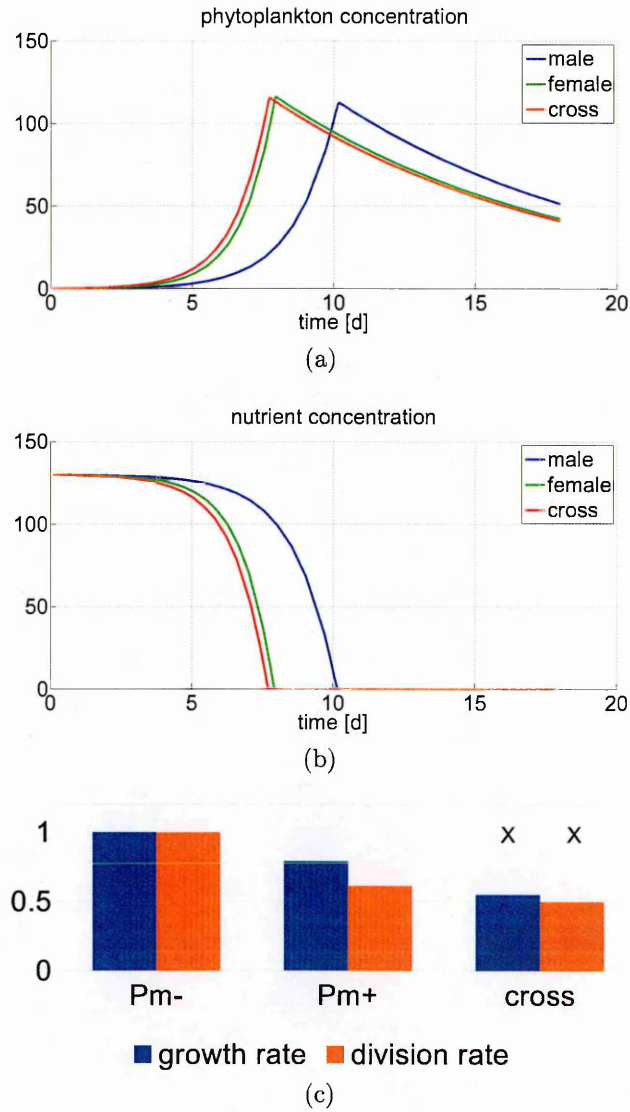 phytoplankton concentration
150
100
50
0
male
female
cross
0 5 10 15 20
time [d]
(a)
nutrient concentration
150
100
50
0
male
female
cross
0 5 10 15 20
time [d]
(b)
1
0.5
0
X X
Pm- Pm+ cross
growth rate division rate
(c)